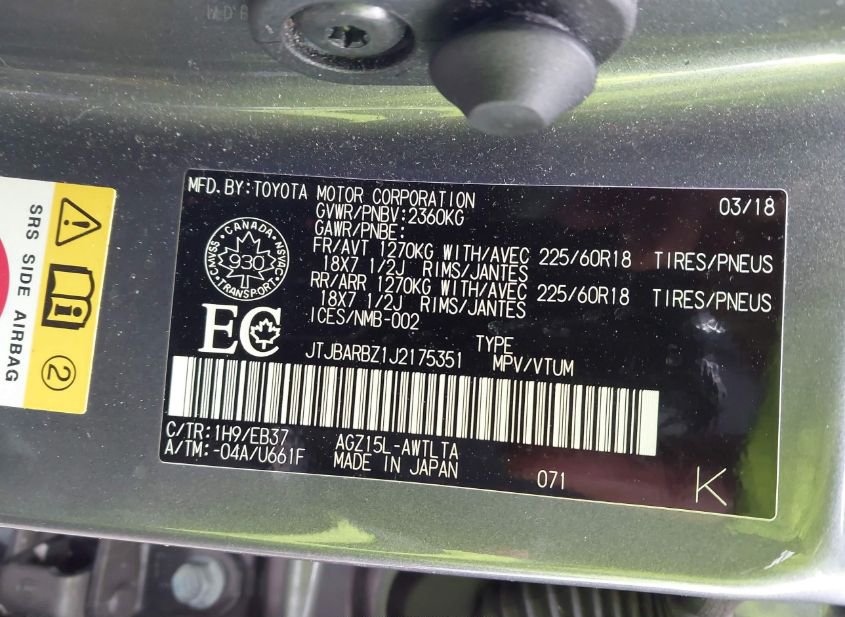 MFD. BY: TOYOTA MOTOR CORPORATION 03/18
GVWR/PNBV: 2360KG
GAWR/PNBE:
FR/AVT 1270KG WITH/AVEC 225/60R18 TIRES/PNEUS
18X7 1/2J RIMS/JANTES
RR/ARR 1270KG WITH/AVEC 225/60R18 TIRES/PNEUS
18X7 1/2J RIMS/JANTES
ICES/NMB-002
CANADA
CMVSS 930 NSVAC
TRANSPORT
EC
TYPE
JTJBARBZ1J2175351 MPV/VTUM
C/TR: 1H9/EB37 AGZ15L-AWTLTA
A/TM: -04A/U661F MADE IN JAPAN
071 K
SRS SIDE AIRBAG
2